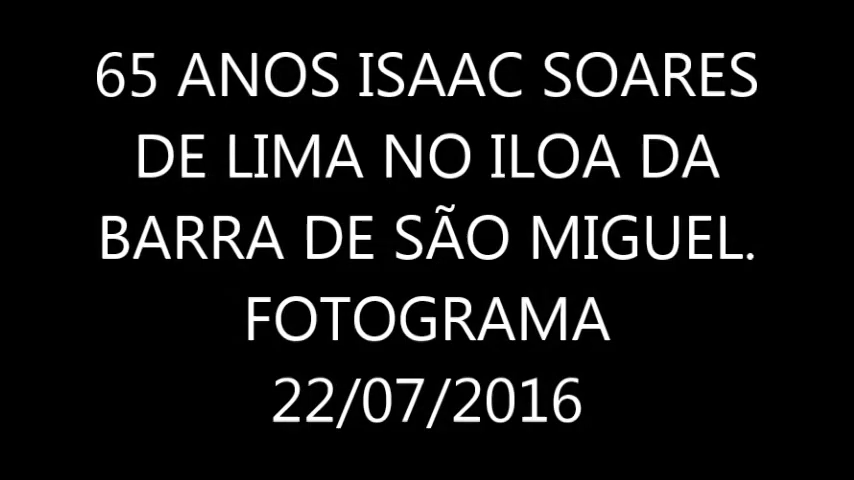 65 ANOS ISAAC SOARES
DE LIMA NO ILOA DA
BARRA DE SÃO MIGUEL.
FOTOGRAMA
22/07/2016